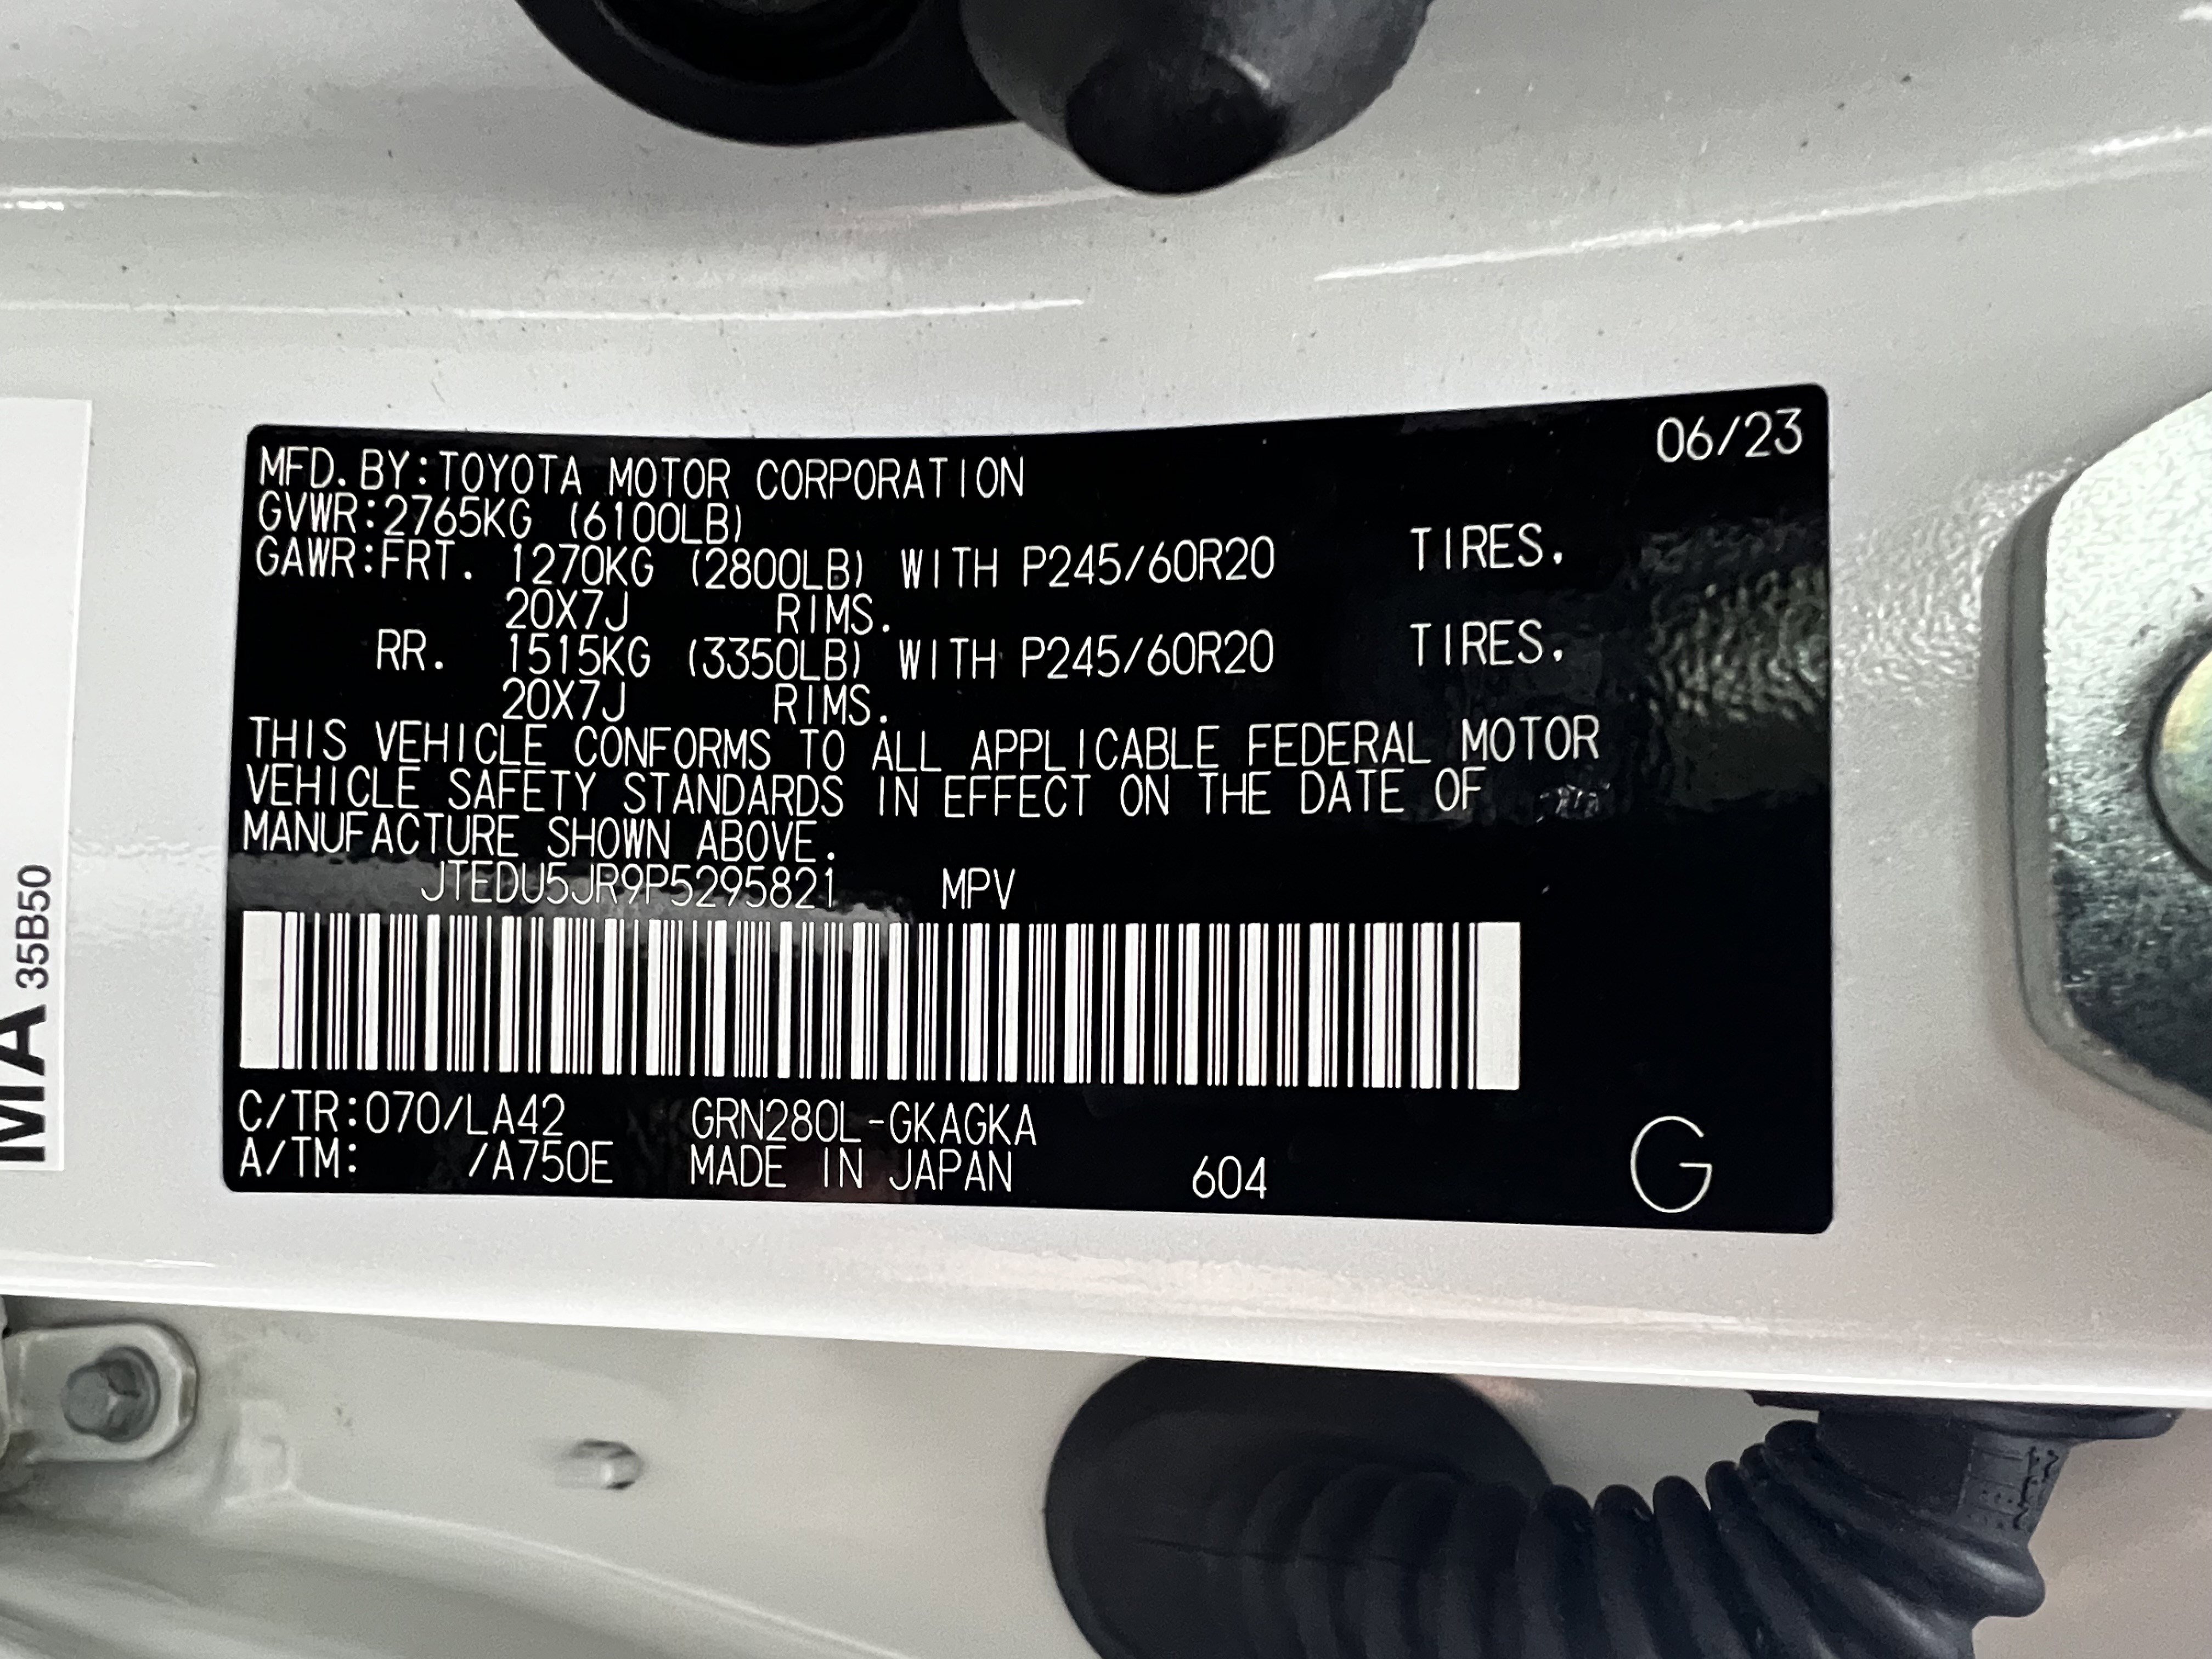 MFD.BY:TOYOTA MOTOR CORPORATION 06/23
GVWR:2765KG (6100LB)
GAWR:FRT. 1270KG (2800LB) WITH P245/60R20 TIRES.
20X7J RIMS.
RR. 1515KG (3350LB) WITH P245/60R20 TIRES.
20X7J RIMS.
THIS VEHICLE CONFORMS TO ALL APPLICABLE FEDERAL MOTOR
VEHICLE SAFETY STANDARDS IN EFFECT ON THE DATE OF
MANUFACTURE SHOWN ABOVE.
JTEDU5JR9P5295821 MPV
C/TR:070/LA42 GRN280L-GKAGKA
A/TM: /A750E MADE IN JAPAN 604 G
MA 35B50